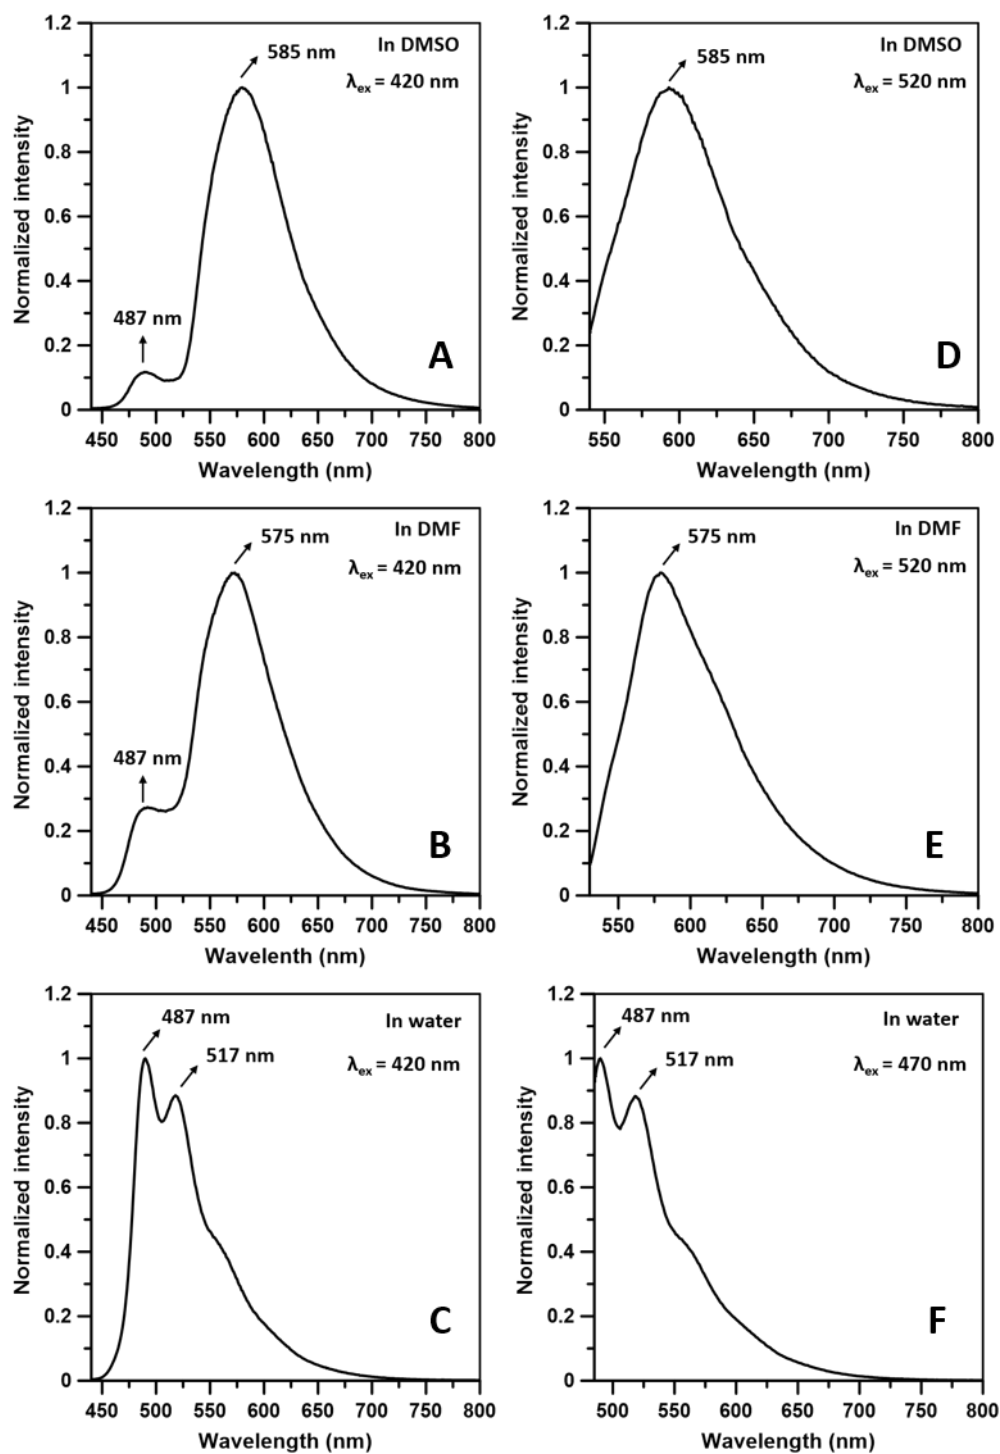 1.2
1
0.8
0.6
0.4
0.2
0
Normalized intensity
In DMSO
λex = 420 nm
585 nm
487 nm
A
450 500 550 600 650 700 750 800
Wavelength (nm)
1.2
1
0.8
0.6
0.4
0.2
0
Normalized intensity
In DMSO
λex = 520 nm
585 nm
D
550 600 650 700 750 800
Wavelength (nm)
1.2
1
0.8
0.6
0.4
0.2
0
Normalized intensity
In DMF
λex = 420 nm
575 nm
487 nm
B
450 500 550 600 650 700 750 800
Wavelenth (nm)
1.2
1
0.8
0.6
0.4
0.2
0
Normalized intensity
In DMF
λex = 520 nm
575 nm
E
550 600 650 700 750 800
Wavelength (nm)
1.2
1
0.8
0.6
0.4
0.2
0
Normalized intensity
In water
λex = 420 nm
487 nm
517 nm
C
450 500 550 600 650 700 750 800
Wavelength (nm)
1.2
1
0.8
0.6
0.4
0.2
0
Normalized intensity
In water
λex = 470 nm
487 nm
517 nm
F
500 550 600 650 700 750 800
Wavelength (nm)